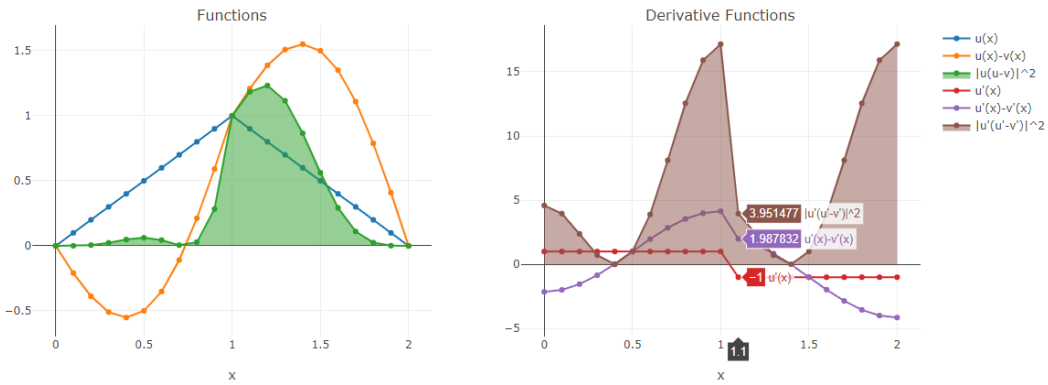 Functions
1.5
1
0.5
0
−0.5
0
0.5
1
1.5
2
x
Derivative Functions
15
10
5
0
−5
3.951477 |u'(u'-v')|^2
1.987832 u'(x)-v'(x)
−1 u'(x)
0
0.5
1
1.1
1.5
2
x
u(x)
u(x)-v(x)
|u(u-v)|^2
u'(x)
u'(x)-v'(x)
|u'(u'-v')|^2